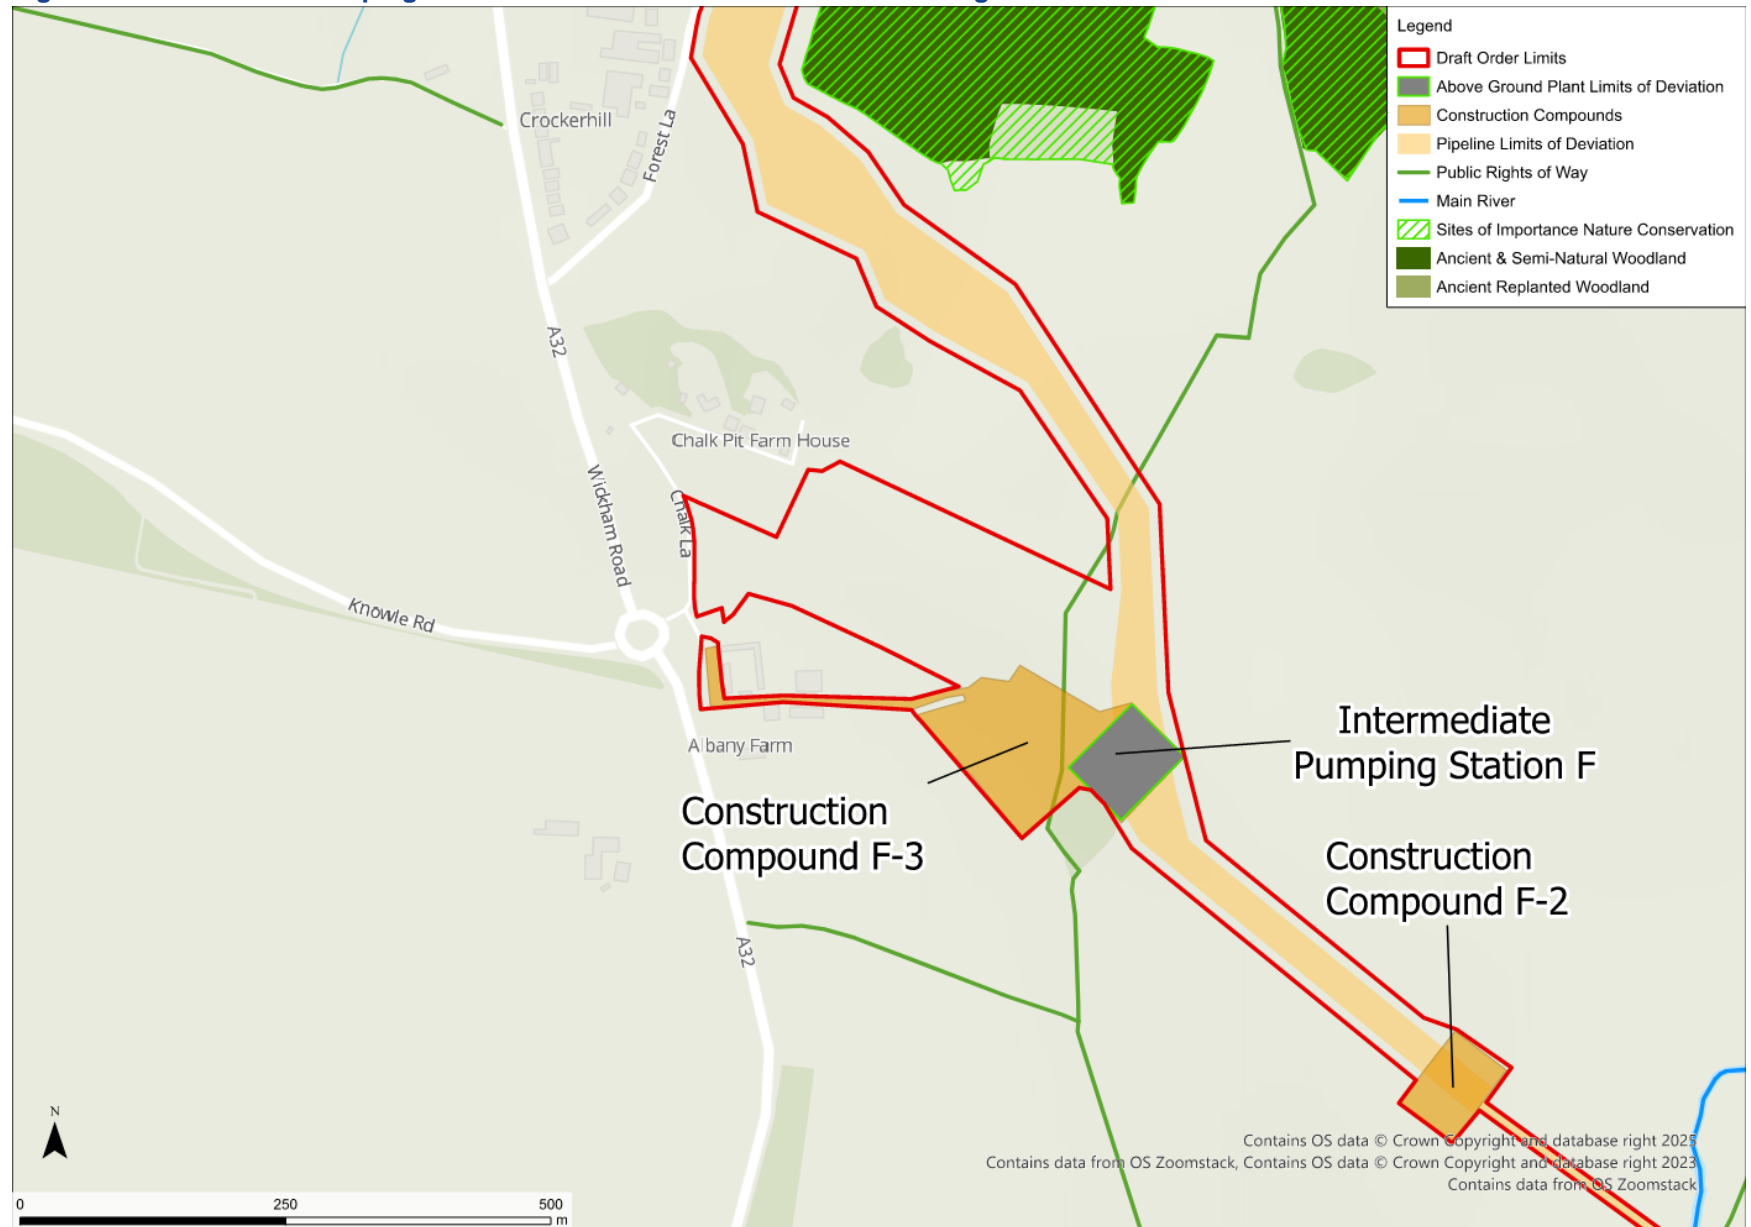 Legend
Draft Order Limits
Above Ground Plant Limits of Deviation
Construction Compounds
Pipeline Limits of Deviation
Public Rights of Way
Main River
Sites of Importance Nature Conservation
Ancient & Semi-Natural Woodland
Ancient Replanted Woodland
Crockerhill
Forest La
A32
Chalk Pit Farm House
Wickham Road
Chalk La
Knowle Rd
Albany Farm
Intermediate
Pumping Station F
Construction
Compound F-3
Construction
Compound F-2
A32
N
Contains OS data © Crown Copyright and database right 2025
Contains data from OS Zoomstack, Contains OS data © Crown Copyright and database right 2023
Contains data from OS Zoomstack
0 250 500
m